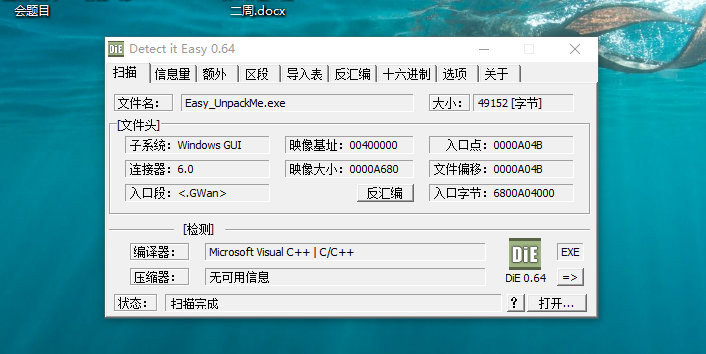 会题目 二周.docx
Detect it Easy 0.64
扫描 信息量 额外 区段 导入表 反汇编 十六进制 选项 关于
文件名: Easy_UnpackMe.exe 大小: 49152 [字节]
[文件头]
子系统: Windows GUI 映像基址: 00400000 入口点: 0000A04B
连接器: 6.0 映像大小: 0000A680 文件偏移: 0000A04B
入口段: <.GWan> 反汇编 入口字节: 6800A04000
[检测]
编译器: Microsoft Visual C++ | C/C++ DiE EXE
压缩器: 无可用信息 DiE 0.64 =>
状态: 扫描完成 ? 打开...